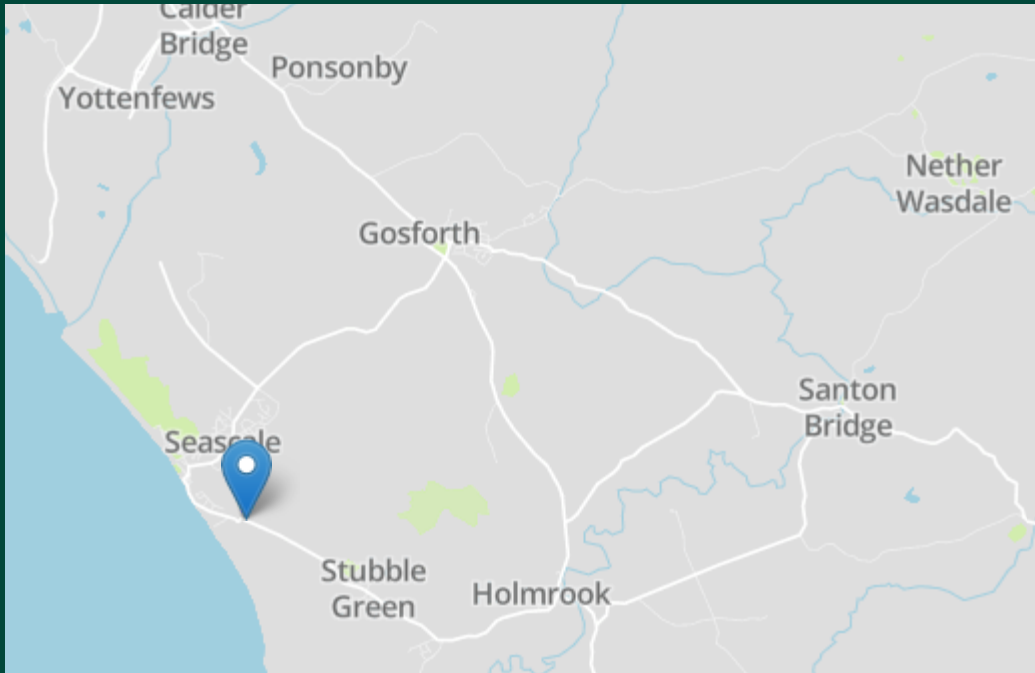 Calder
Bridge
Ponsonby
Yottenfews
Nether
Wasdale
Gosforth
Santon
Bridge
Seascale
Stubble
Green
Holmrook